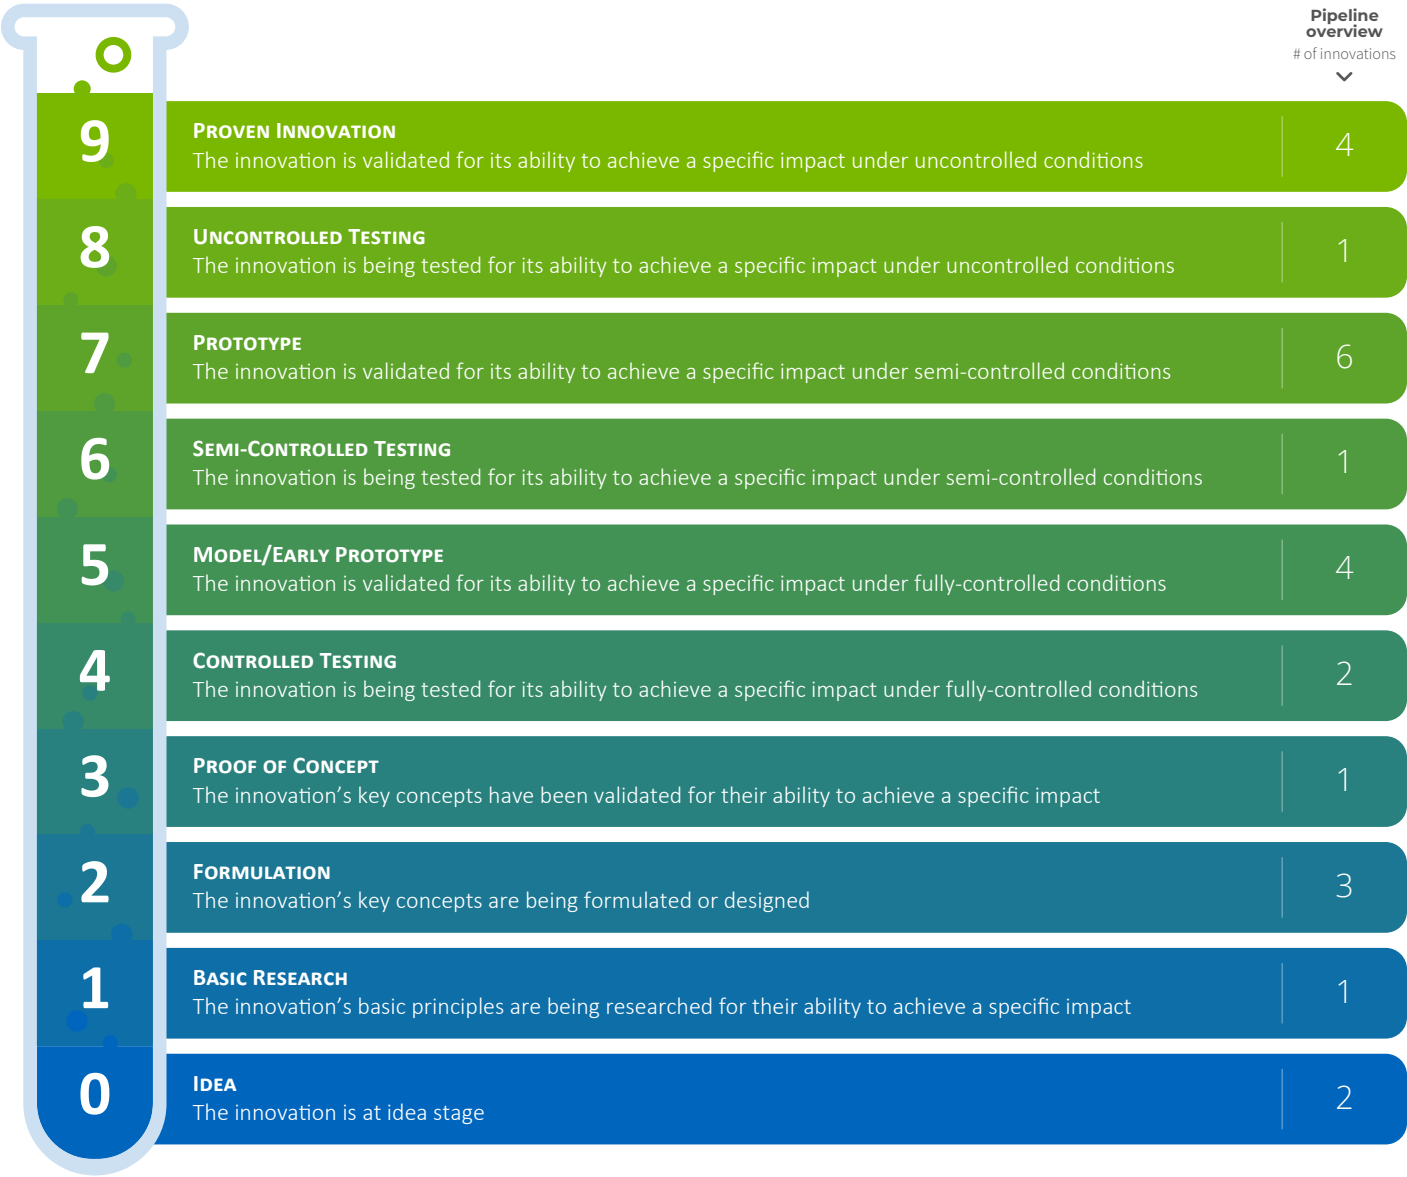 Pipeline
overview
# of innovations
9
PROVEN INNOVATION
The innovation is validated for its ability to achieve a specific impact under uncontrolled conditions
4
8
UNCONTROLLED TESTING
The innovation is being tested for its ability to achieve a specific impact under uncontrolled conditions
1
7
PROTOTYPE
The innovation is validated for its ability to achieve a specific impact under semi-controlled conditions
6
6
SEMI-CONTROLLED TESTING
The innovation is being tested for its ability to achieve a specific impact under semi-controlled conditions
1
5
MODEL/EARLY PROTOTYPE
The innovation is validated for its ability to achieve a specific impact under fully-controlled conditions
4
4
CONTROLLED TESTING
The innovation is being tested for its ability to achieve a specific impact under fully-controlled conditions
2
3
PROOF OF CONCEPT
The innovation’s key concepts have been validated for their ability to achieve a specific impact
1
2
FORMULATION
The innovation’s key concepts are being formulated or designed
3
1
BASIC RESEARCH
The innovation’s basic principles are being researched for their ability to achieve a specific impact
1
0
IDEA
The innovation is at idea stage
2